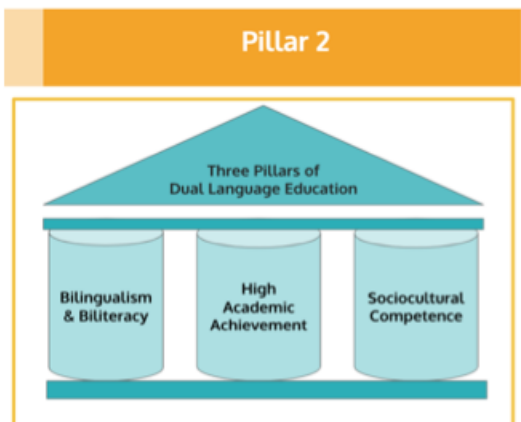 Pillar 2
Three Pillars of
Dual Language Education
Bilingualism
& Biliteracy
High
Academic
Achievement
Sociocultural
Competence